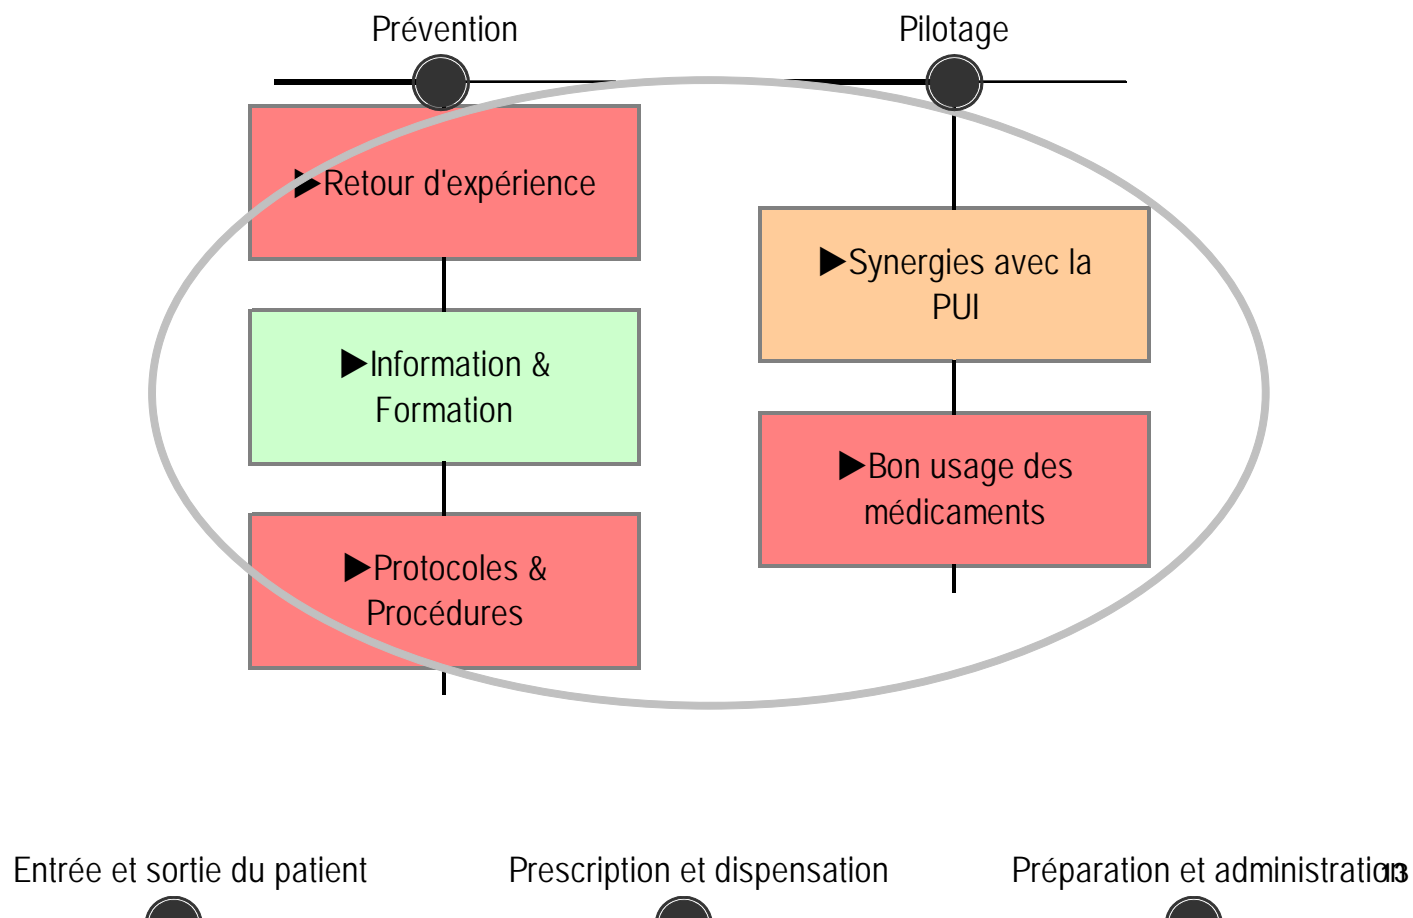 Prévention
Pilotage
►Retour d'expérience
►Information &
Formation
►Protocoles &
Procédures
►Synergies avec la
PUI
►Bon usage des
médicaments
Entrée et sortie du patient
Prescription et dispensation
Préparation et administration
13